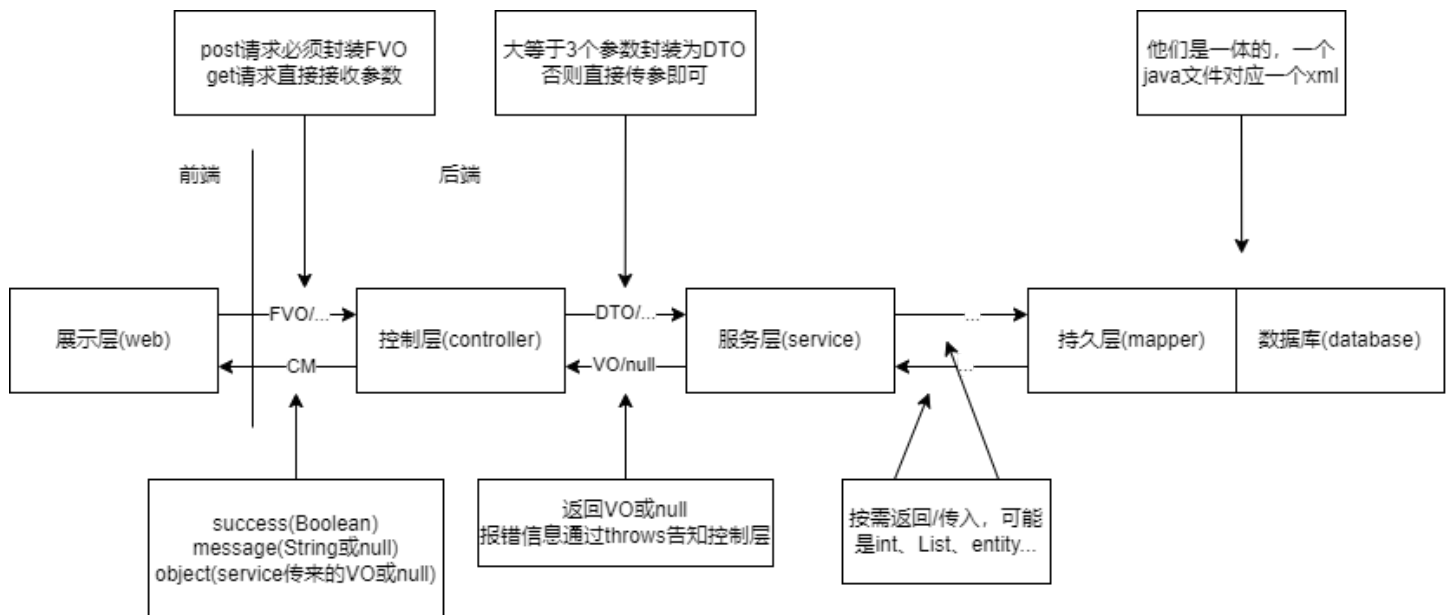 post请求必须封装FVO
get请求直接接收参数
大等于3个参数封装为DTO
否则直接传参即可
他们是一体的，一个
java文件对应一个xml
前端
后端
展示层(web)
FVO/...
CM
控制层(controller)
DTO/...
VO/null
服务层(service)
...
...
持久层(mapper)
数据库(database)
success(Boolean)
message(String或null)
object(service传来的VO或null)
返回VO或null
报错信息通过throws告知控制层
按需返回/传入，可能
是int、List、entity...